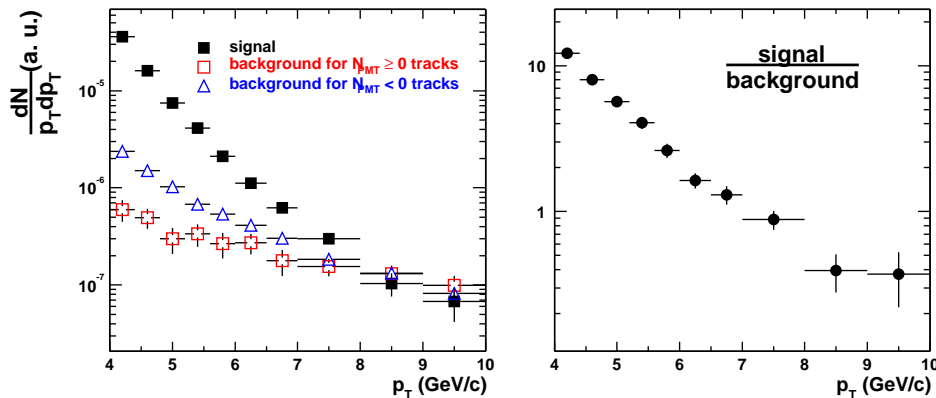 dN
p_T dp_T
(a. u.)
10^-5
10^-6
10^-7
signal
background for N_PMT ≥ 0 tracks
background for N_PMT < 0 tracks
4 5 6 7 8 9 10
p_T (GeV/c)
10
1
signal
background
4 5 6 7 8 9 10
p_T (GeV/c)